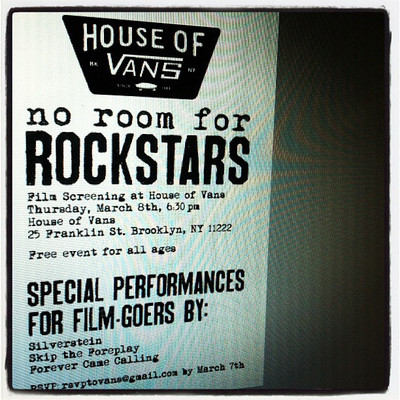 HOUSE OF
VANS
no room for
ROCKSTARS
Film Screening at House of Vans
Thursday, March 8th, 6:30 pm
House of Vans
25 Franklin St. Brooklyn, NY 11222
Free event for all ages
SPECIAL PERFORMANCES
FOR FILM-GOERS BY:
Silverstein
Skip the Foreplay
Forever Came Calling
RSVP rsvptovans@gmail.com by March 7th